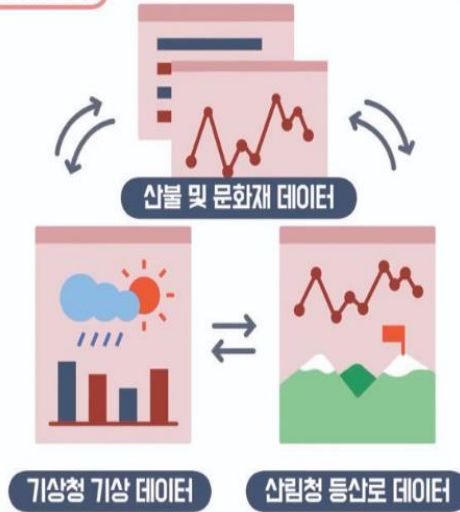 산불 및 문화재 데이터
기상청 기상 데이터
산림청 등산로 데이터